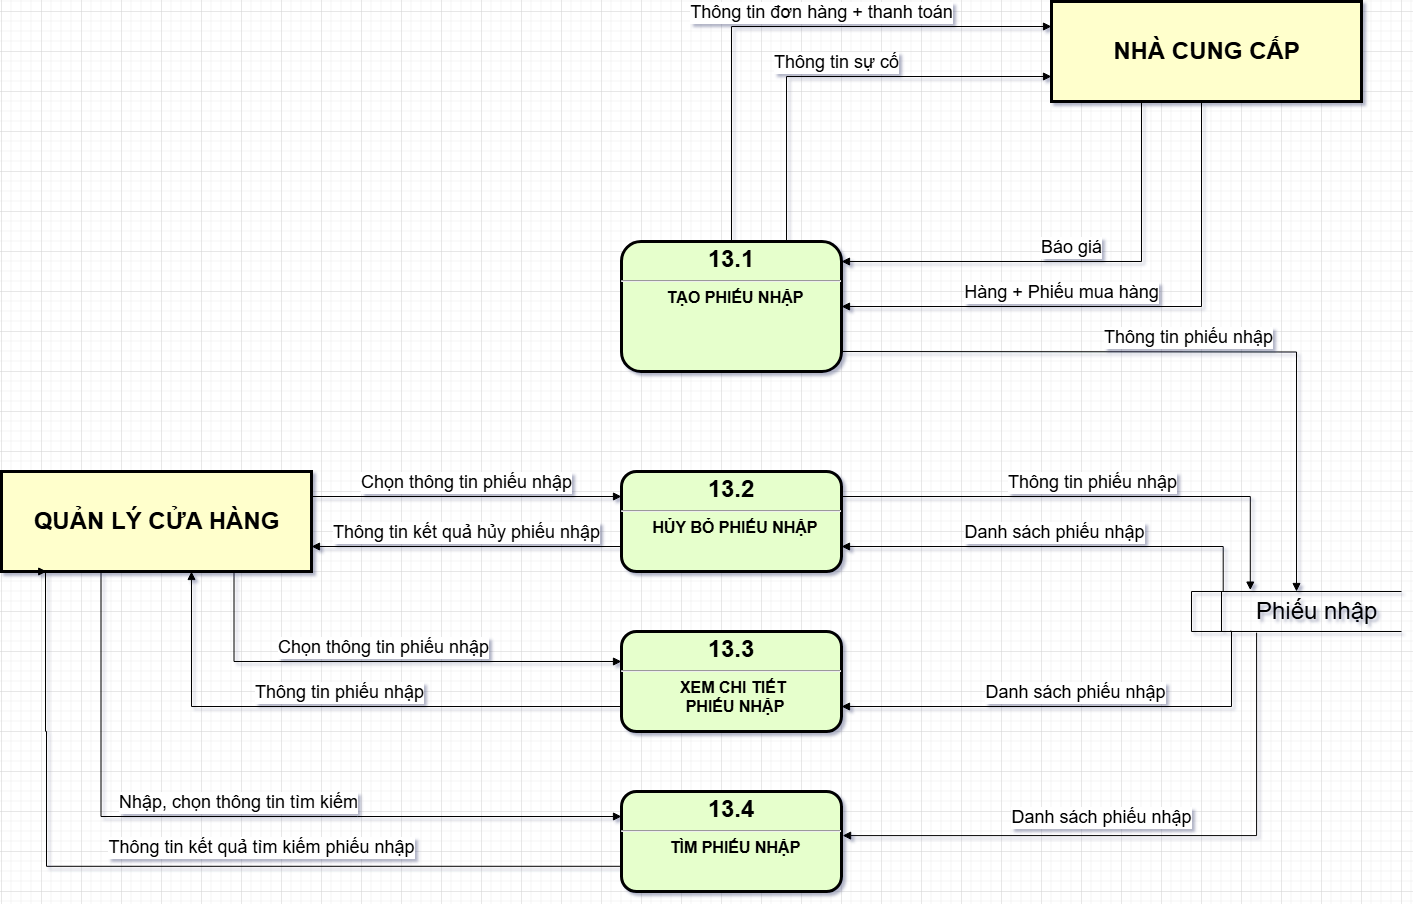 Thông tin đơn hàng + thanh toán
NHÀ CUNG CẤP
Thông tin sự cố
Báo giá
13.1
TẠO PHIẾU NHẬP
Hàng + Phiếu mua hàng
Thông tin phiếu nhập
Chọn thông tin phiếu nhập
13.2
Thông tin phiếu nhập
QUẢN LÝ CỬA HÀNG
HỦY BỎ PHIẾU NHẬP
Thông tin kết quả hủy phiếu nhập
Danh sách phiếu nhập
Phiếu nhập
Chọn thông tin phiếu nhập
13.3
XEM CHI TIẾT
PHIẾU NHẬP
Thông tin phiếu nhập
Danh sách phiếu nhập
Nhập, chọn thông tin tìm kiếm
13.4
Danh sách phiếu nhập
Thông tin kết quả tìm kiếm phiếu nhập
TÌM PHIẾU NHẬP